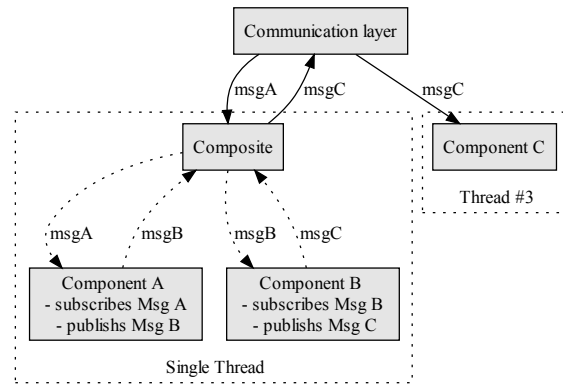 Communication layer
msgA
msgC
msgC
Composite
Component C
Thread #3
msgA
msgB
msgB
msgC
Component A
- subscribes Msg A
- publishs Msg B
Component B
- subscribes Msg B
- publishs Msg C
Single Thread